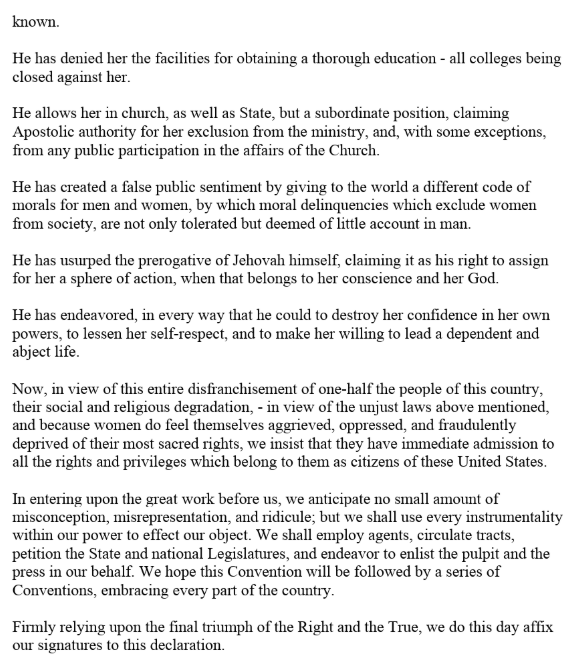 known.
He has denied her the facilities for obtaining a thorough education - all colleges being
closed against her.
He allows her in church, as well as State, but a subordinate position, claiming
Apostolic authority for her exclusion from the ministry, and, with some exceptions,
from any public participation in the affairs of the Church.
He has created a false public sentiment by giving to the world a different code of
morals for men and women, by which moral delinquencies which exclude women
from society, are not only tolerated but deemed of little account in man.
He has usurped the prerogative of Jehovah himself, claiming it as his right to assign
for her a sphere of action, when that belongs to her conscience and her God.
He has endeavored, in every way that he could to destroy her confidence in her own
powers, to lessen her self-respect, and to make her willing to lead a dependent and
abject life.
Now, in view of this entire disfranchisement of one-half the people of this country,
their social and religious degradation, - in view of the unjust laws above mentioned,
and because women do feel themselves aggrieved, oppressed, and fraudulently
deprived of their most sacred rights, we insist that they have immediate admission to
all the rights and privileges which belong to them as citizens of these United States.
In entering upon the great work before us, we anticipate no small amount of
misconception, misrepresentation, and ridicule; but we shall use every instrumentality
within our power to effect our object. We shall employ agents, circulate tracts,
petition the State and national Legislatures, and endeavor to enlist the pulpit and the
press in our behalf. We hope this Convention will be followed by a series of
Conventions, embracing every part of the country.
Firmly relying upon the final triumph of the Right and the True, we do this day affix
our signatures to this declaration.